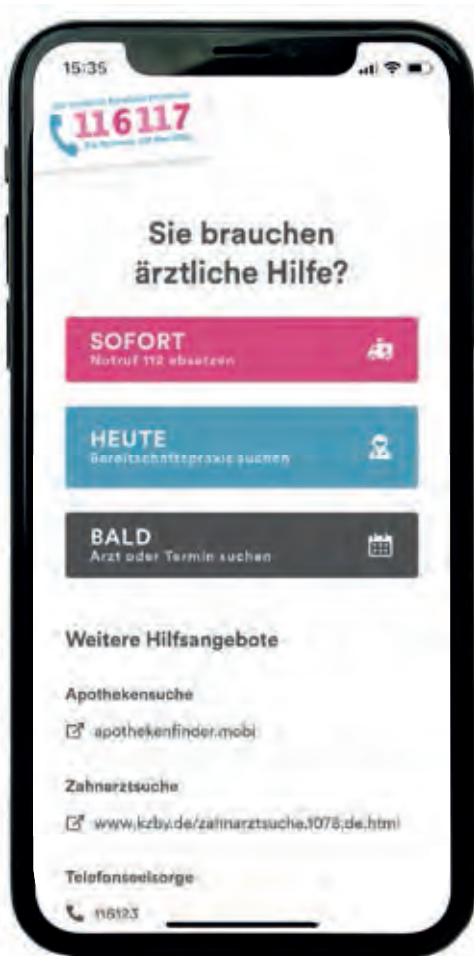 15:35
116117
Sie brauchen
ärztliche Hilfe?
SOFORT
Notruf 112 absetzen
HEUTE
Bereitschaftspraxis suchen
BALD
Arzt oder Termin suchen
Weitere Hilfsangebote
Apothekensuche
apothekenfinder.mobi
Zahnarztsuche
www.kzby.de/zahnarztsuche.1078.de.html
Telefonseelsorge
116123